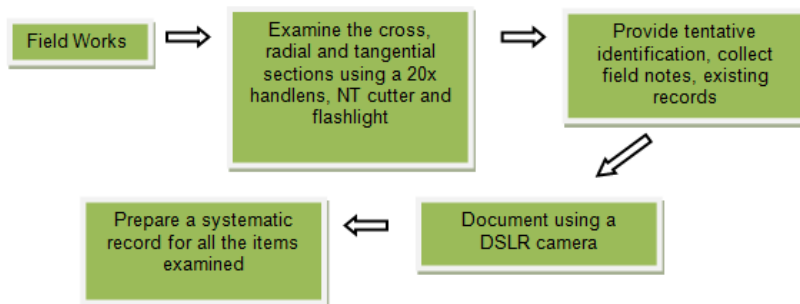 Field Works
Examine the cross,
radial and tangential
sections using a 20x
handlens, NT cutter and
flashlight
Provide tentative
identification, collect
field notes, existing
records
Document using a
DSLR camera
Prepare a systematic
record for all the items
examined